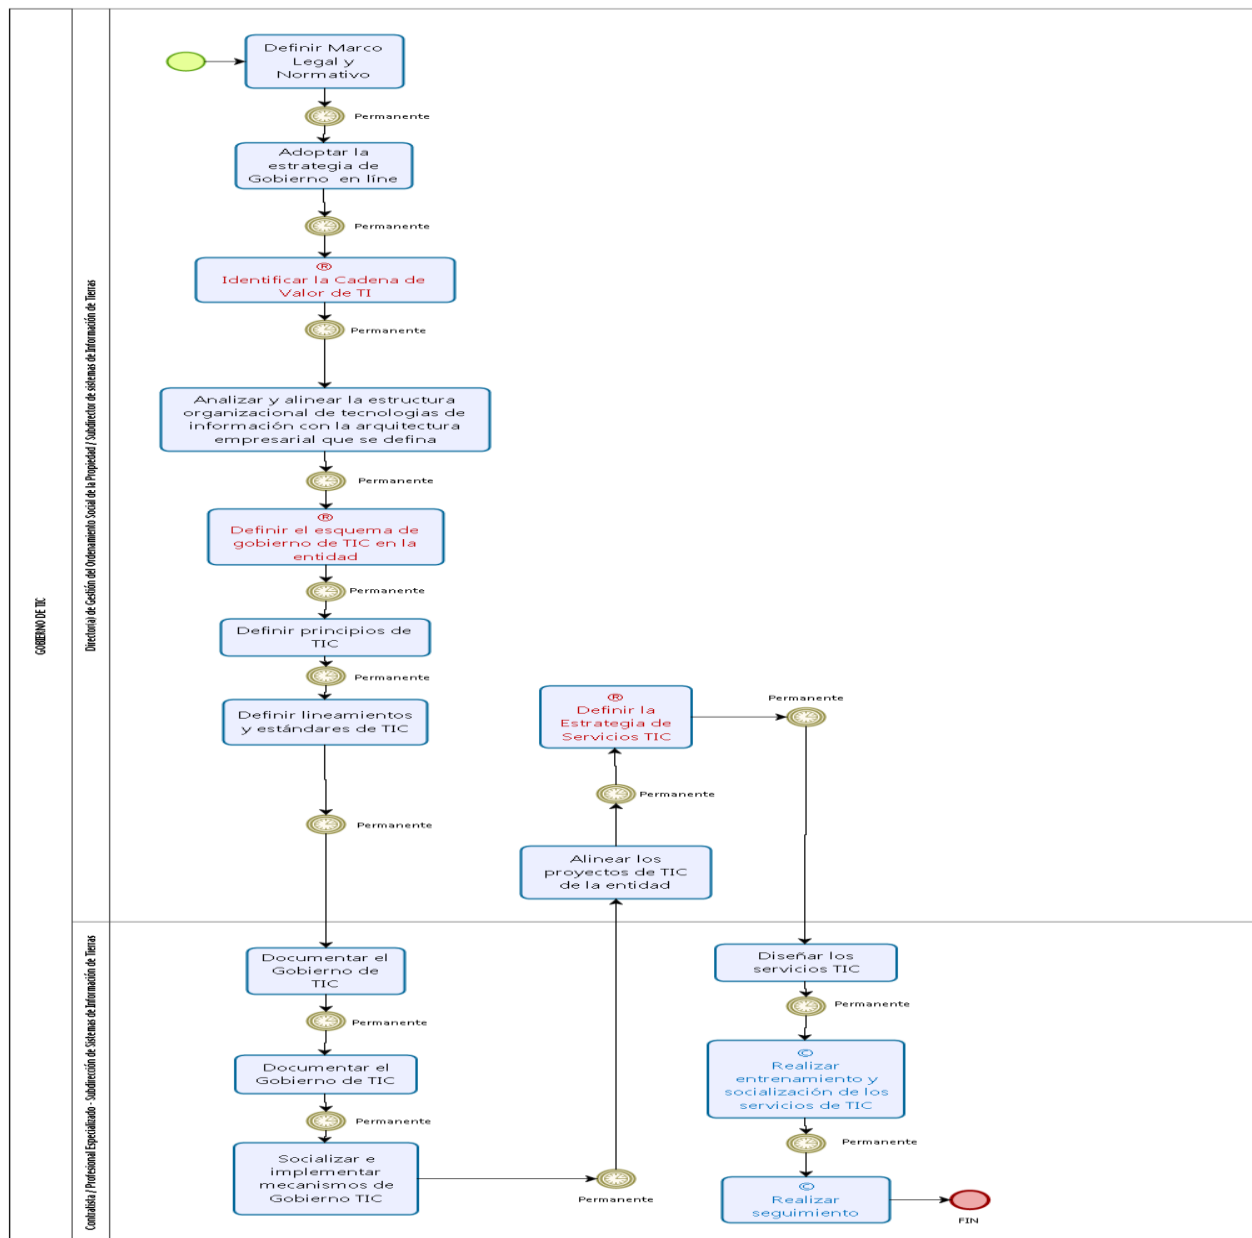 GOBIERNO DE TIC
Director(a) de Gestión del Ordenamiento Social de la Propiedad / Subdirector de sistemas de Información de Tierras
Definir Marco
Legal y
Normativo
Permanente
Adoptar la
estrategia de
Gobierno en líne
Permanente
®
Identificar la Cadena de
Valor de TI
Permanente
Analizar y alinear la estructura
organizacional de tecnologias de
información con la arquitectura
empresarial que se defina
Permanente
®
Definir el esquema de
gobierno de TIC en la
entidad
Permanente
Definir principios de
TIC
Permanente
Definir lineamientos
y estándares de TIC
Permanente
Contratista / Profesional Especializado - Subdirección de Sistemas de Información de Tierras
Documentar el
Gobierno de
TIC
Permanente
Documentar el
Gobierno de TIC
Permanente
Socializar e
implementar
mecanismos de
Gobierno TIC
Permanente
Alinear los
proyectos de TIC
de la entidad
Permanente
®
Definir la
Estrategia de
Servicios TIC
Permanente
Diseñar los
servicios TIC
Permanente
©
Realizar
entrenamiento y
socialización de los
servicios de TIC
Permanente
©
Realizar
seguimiento
FIN